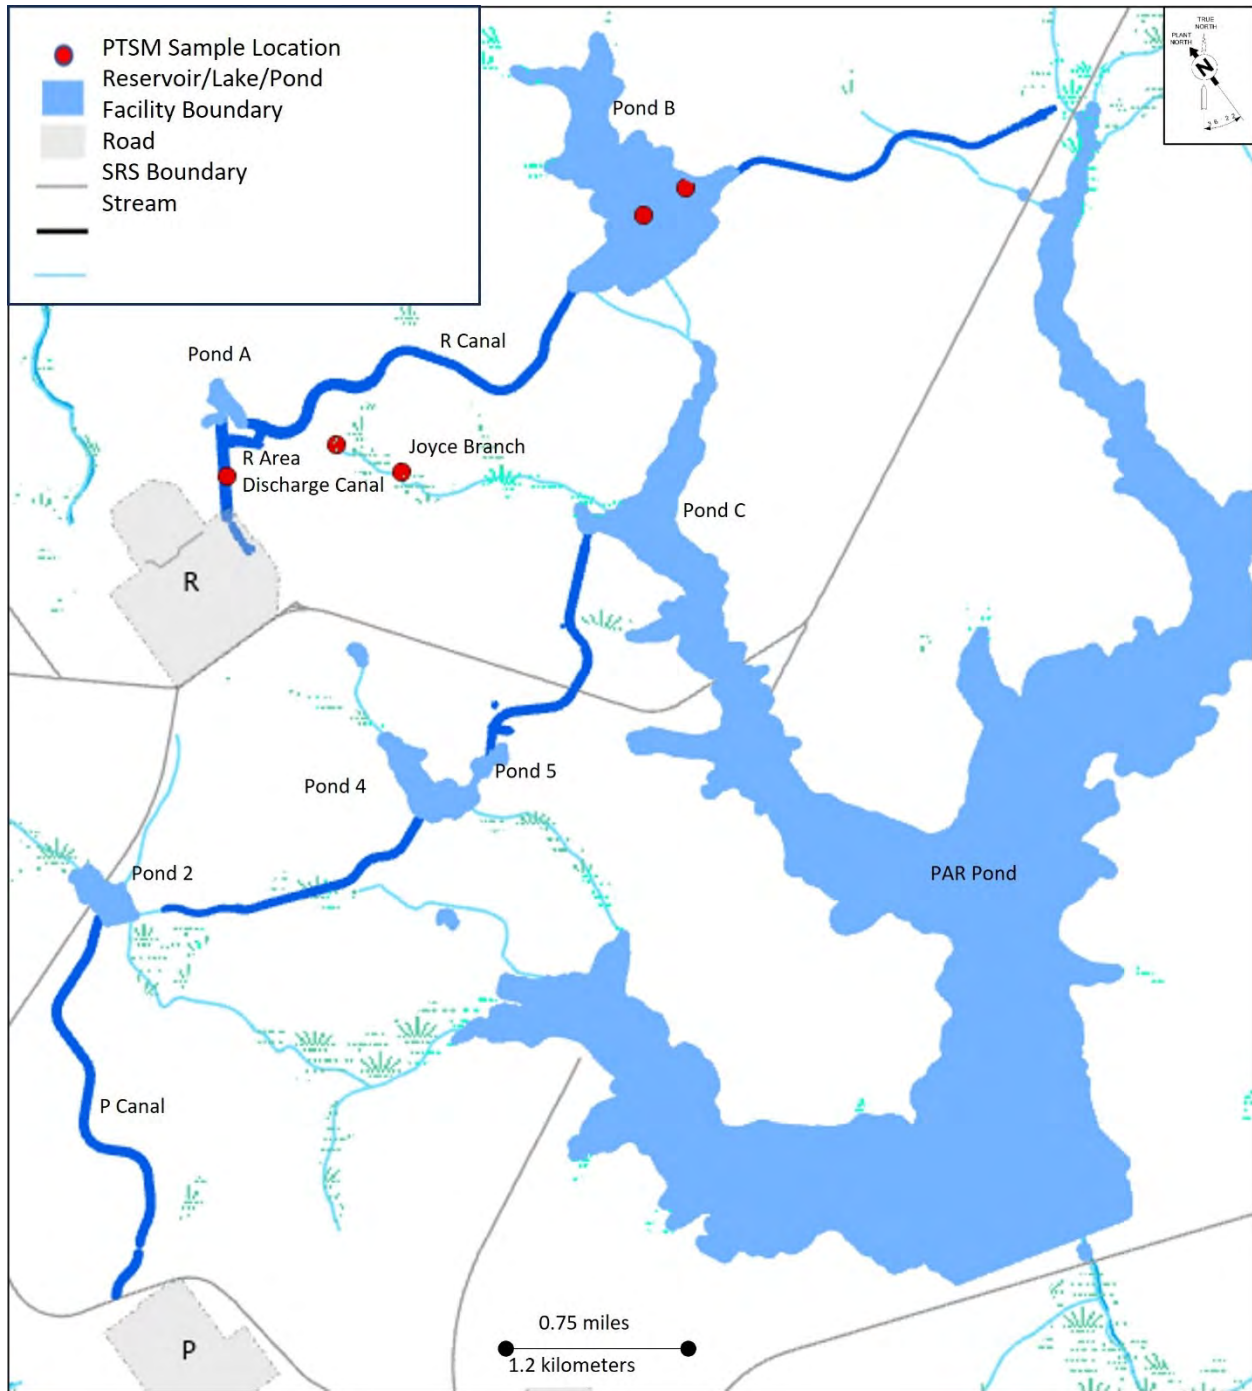 PTSM Sample Location
Reservoir/Lake/Pond
Facility Boundary
Road
SRS Boundary
Stream
TRUE
NORTH
PLANT
NORTH
N
Pond B
R Canal
Pond A
Joyce Branch
R Area
Discharge Canal
Pond C
R
Pond 5
Pond 4
Pond 2
PAR Pond
P Canal
0.75 miles
1.2 kilometers
P